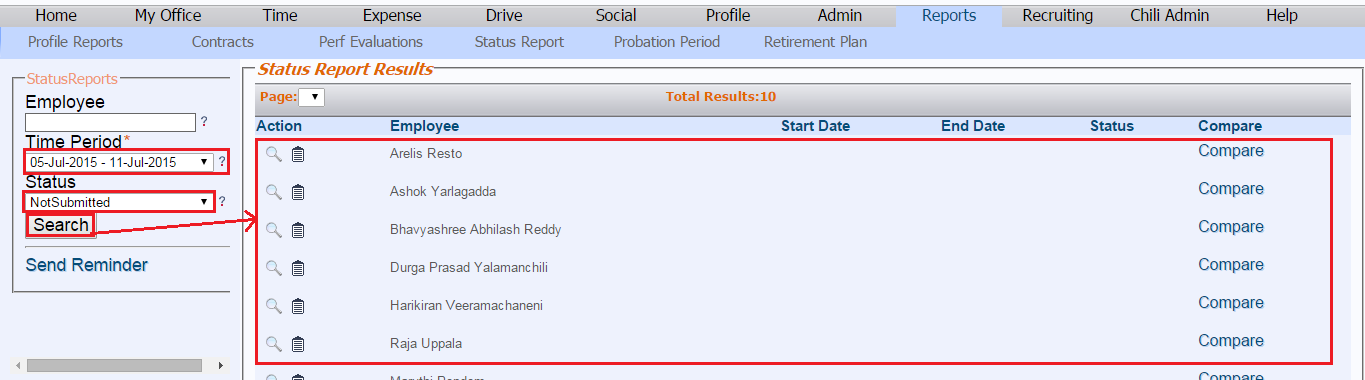 Home My Office Time Expense Drive Social Profile Admin Reports Recruiting Chili Admin Help
Profile Reports Contracts Perf Evaluations Status Report Probation Period Retirement Plan
StatusReports
Employee
?
Time Period*
05-Jul-2015 - 11-Jul-2015 ?
Status
NotSubmitted ?
Search
Send Reminder
Status Report Results
Page: Total Results:10
Action Employee Start Date End Date Status Compare
Arelis Resto Compare
Ashok Yarlagadda Compare
Bhavyashree Abhilash Reddy Compare
Durga Prasad Yalamanchili Compare
Harikiran Veeramachaneni Compare
Raja Uppala Compare
Compare